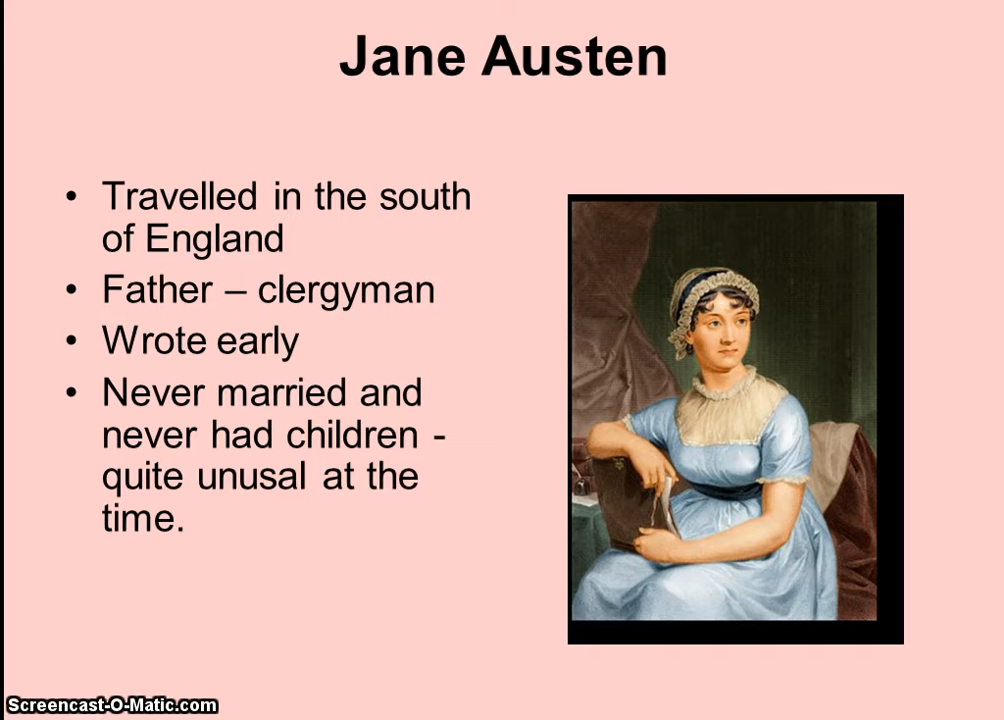 Jane Austen
• Travelled in the south
of England
• Father – clergyman
• Wrote early
• Never married and
never had children -
quite unusal at the
time.
Screencast-O-Matic.com